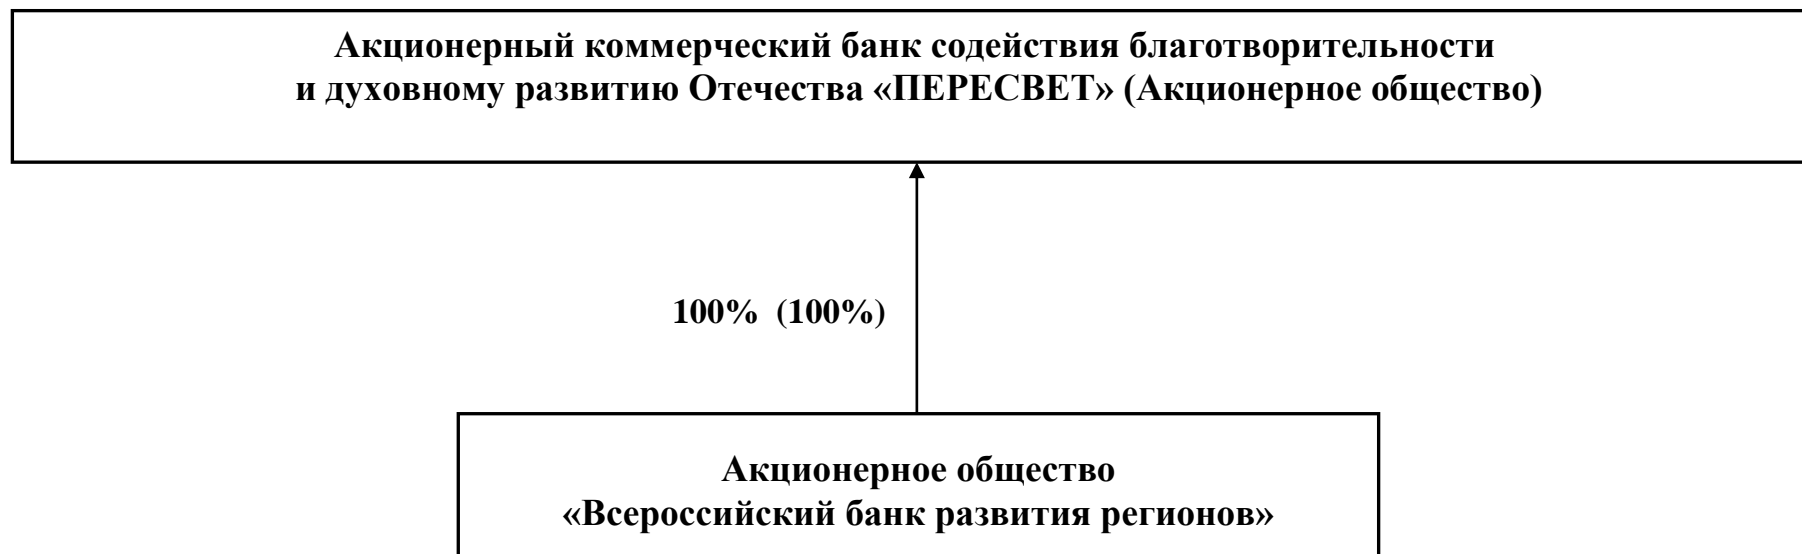 Акционерный коммерческий банк содействия благотворительности
и духовному развитию Отечества «ПЕРЕСВЕТ» (Акционерное общество)
100% (100%)
Акционерное общество
«Всероссийский банк развития регионов»